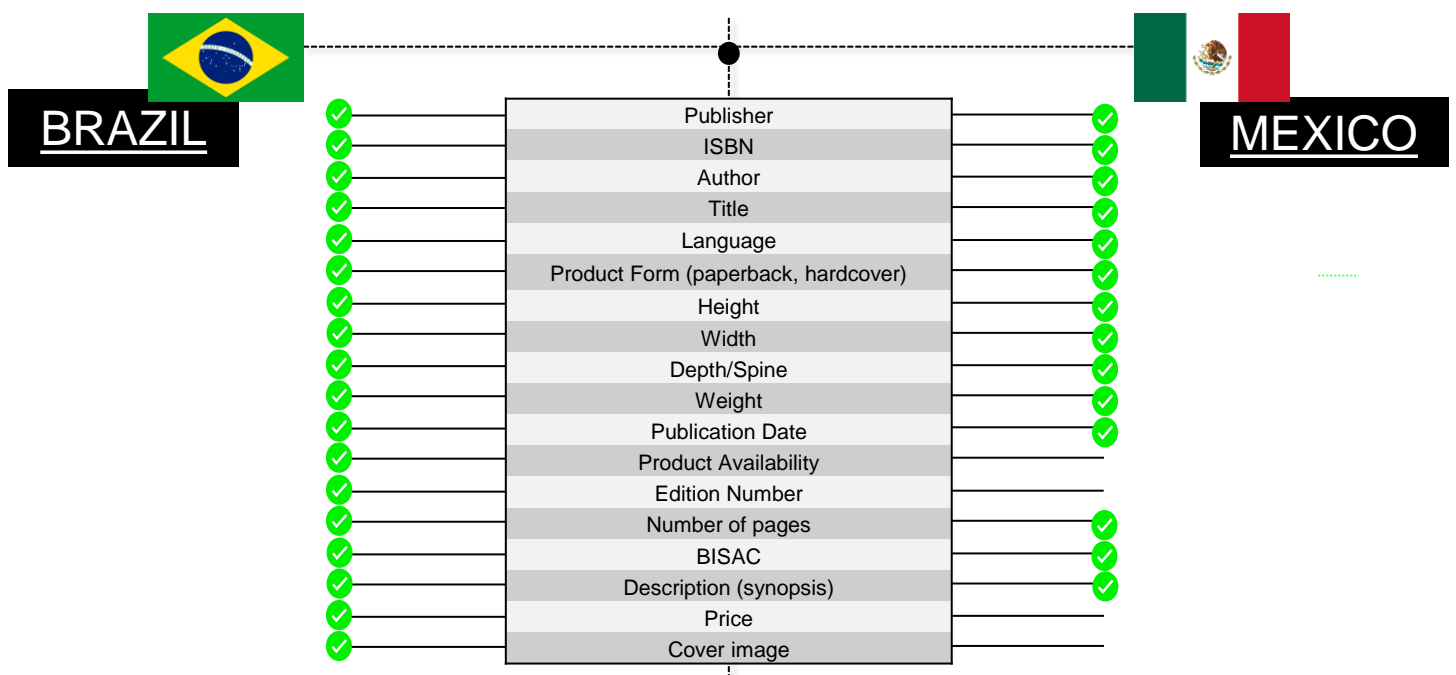 BRAZIL
MEXICO
Publisher
ISBN
Author
Title
Language
Product Form (paperback, hardcover)
Height
Width
Depth/Spine
Weight
Publication Date
Product Availability
Edition Number
Number of pages
BISAC
Description (synopsis)
Price
Cover image